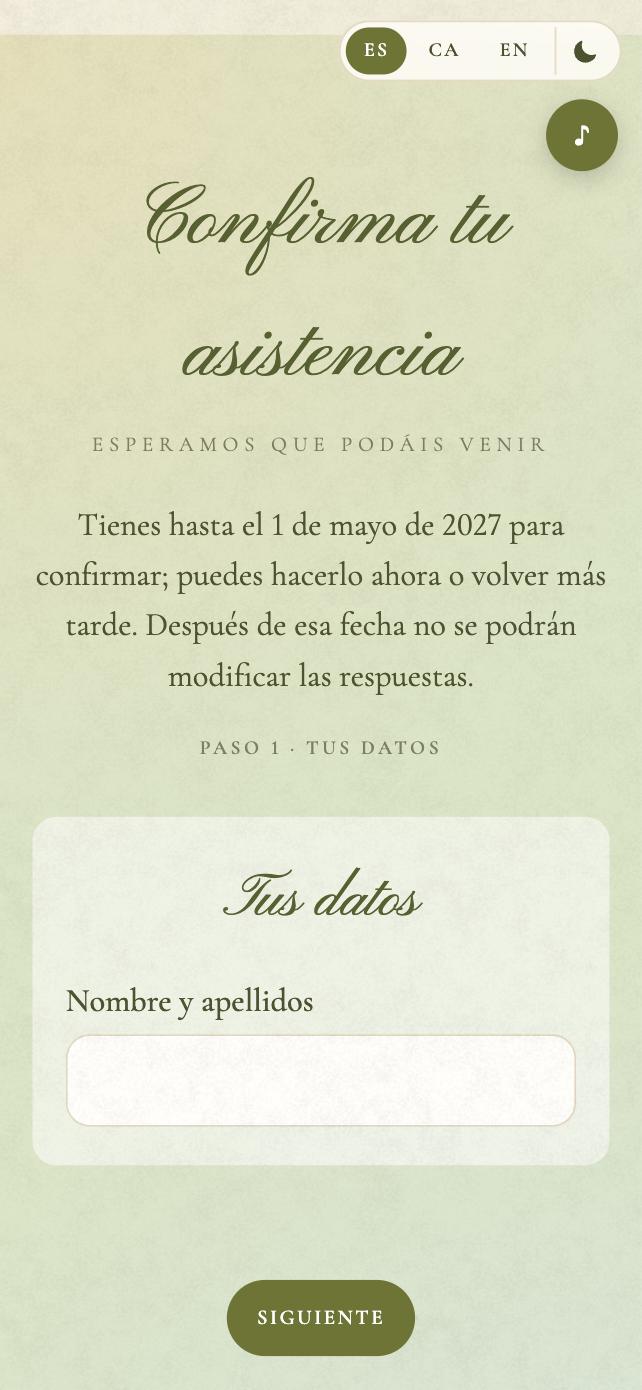 ES CA EN
Confirma tu
asistencia
ESPERAMOS QUE PODÁIS VENIR
Tienes hasta el 1 de mayo de 2027 para
confirmar; puedes hacerlo ahora o volver más
tarde. Después de esa fecha no se podrán
modificar las respuestas.
PASO 1 · TUS DATOS
Tus datos
Nombre y apellidos
SIGUIENTE